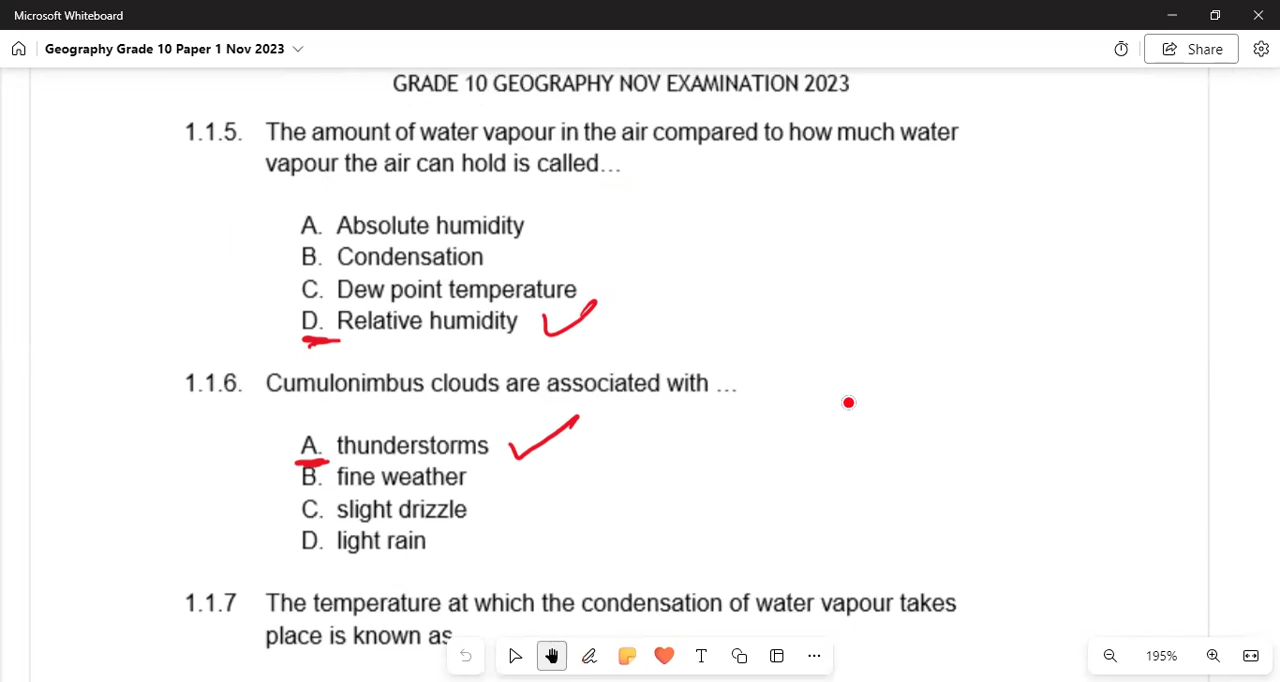 Microsoft Whiteboard
Geography Grade 10 Paper 1 Nov 2023
Share
GRADE 10 GEOGRAPHY NOV EXAMINATION 2023
1.1.5. The amount of water vapour in the air compared to how much water
vapour the air can hold is called…
A. Absolute humidity
B. Condensation
C. Dew point temperature
D. Relative humidity
1.1.6. Cumulonimbus clouds are associated with …
A. thunderstorms
B. fine weather
C. slight drizzle
D. light rain
1.1.7 The temperature at which the condensation of water vapour takes
place is known as
195%